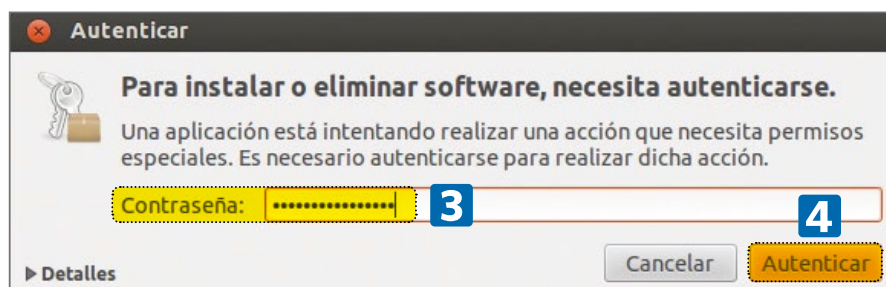 Autenticar
Para instalar o eliminar software, necesita autenticarse.
Una aplicación está intentando realizar una acción que necesita permisos
especiales. Es necesario autenticarse para realizar dicha acción.
Contraseña: •••••••••••••••• 3
4
Detalles Cancelar Autenticar